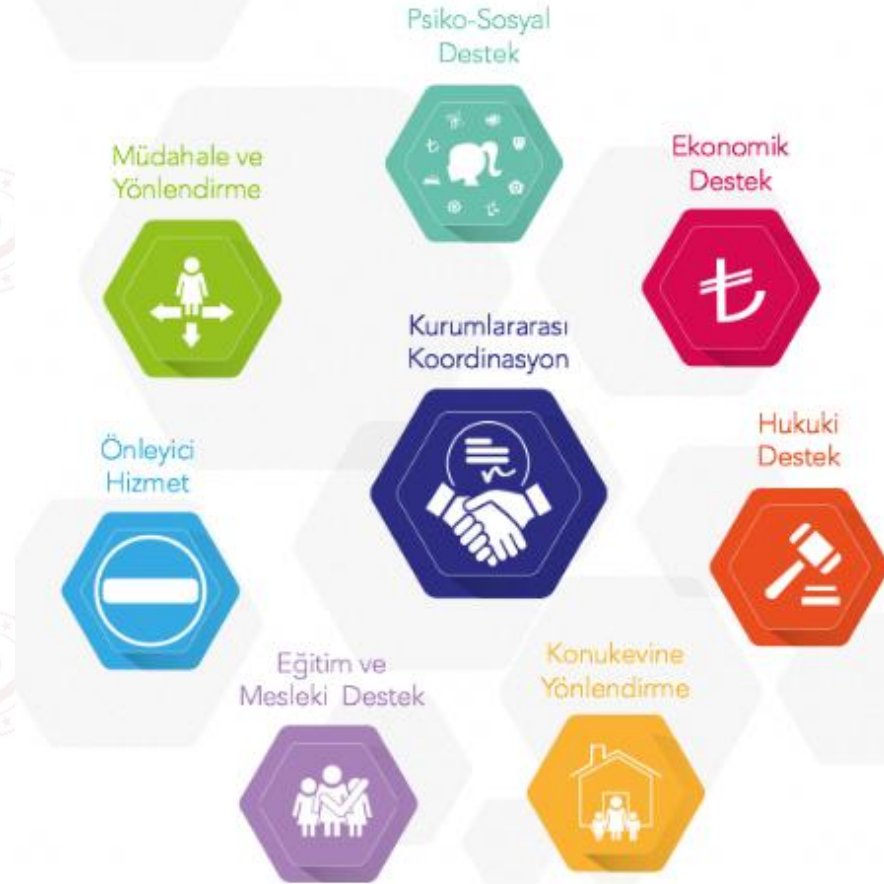 Psiko-Sosyal
Destek
Müdahale ve
Yönlendirme
Ekonomik
Destek
Kurumlararası
Koordinasyon
Önleyici
Hizmet
Hukuki
Destek
Eğitim ve
Mesleki Destek
Konukevine
Yönlendirme